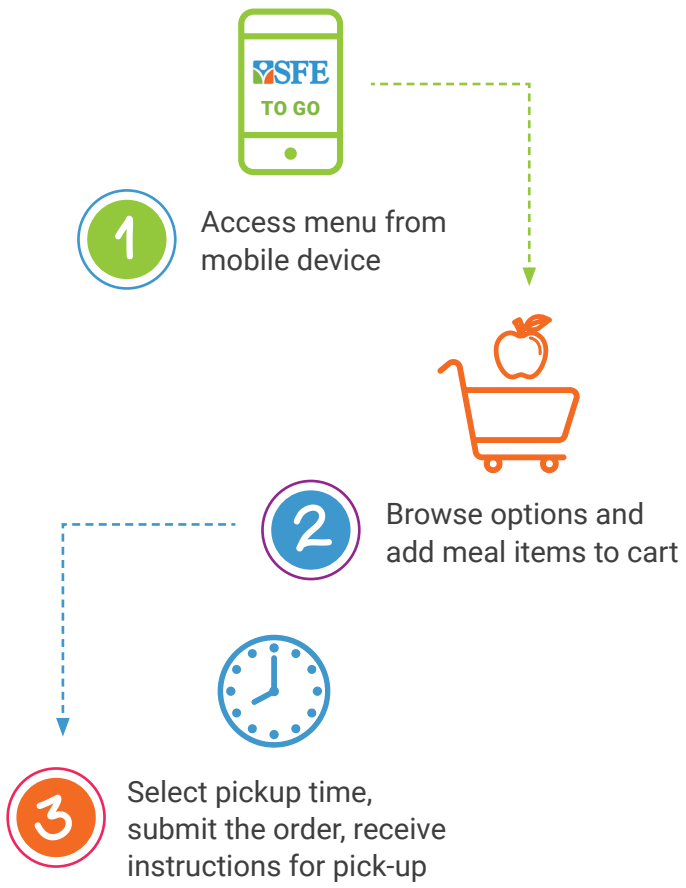 SFE
TO GO
1
Access menu from
mobile device
2
Browse options and
add meal items to cart
3
Select pickup time,
submit the order, receive
instructions for pick-up